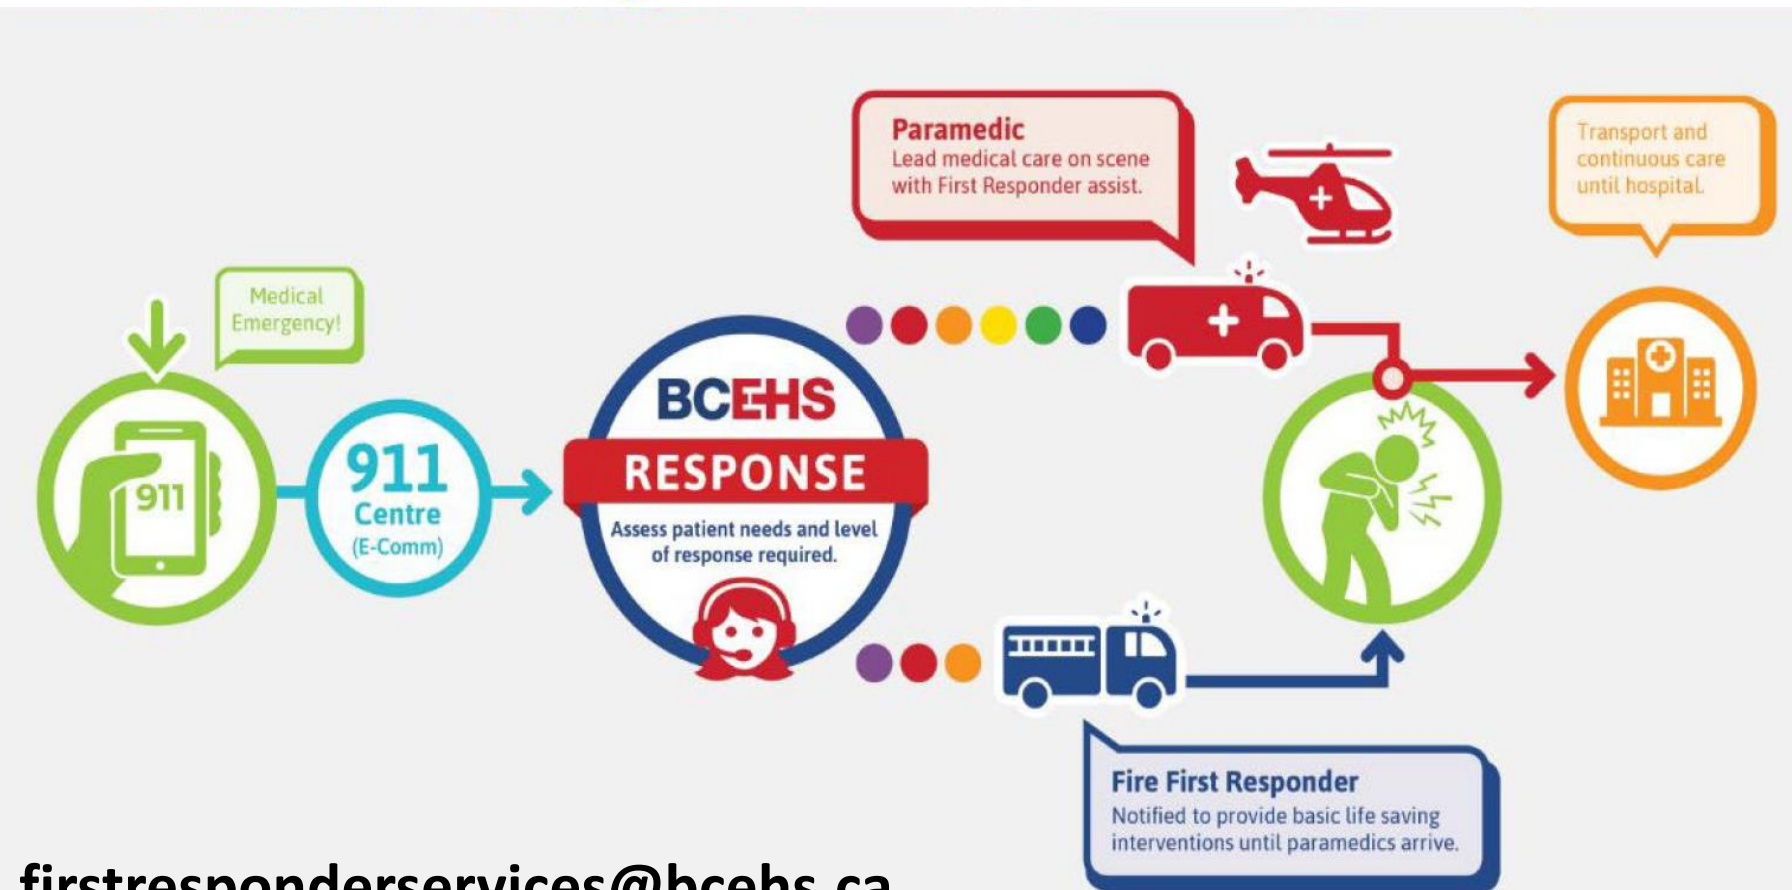 Medical
Emergency!
911
911
Centre
(E-Comm)
BCEHS
RESPONSE
Assess patient needs and level
of response required.
Paramedic
Lead medical care on scene
with First Responder assist.
Transport and
continuous care
until hospital.
Fire First Responder
Notified to provide basic life saving
interventions until paramedics arrive.
firstresponderservices@bcehs.ca